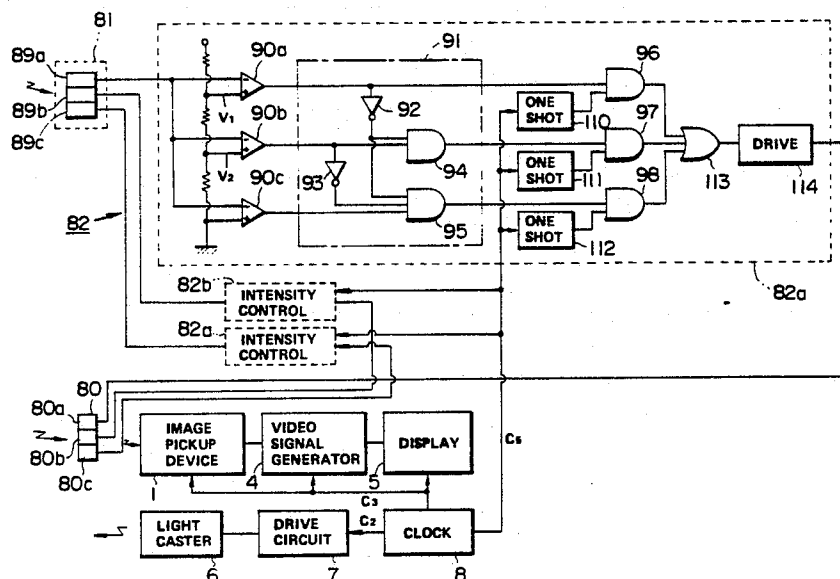 81
91
90a
96
89a
89b
89c
V1
92
ONE SHOT
110
97
90b
V2
93
94
ONE SHOT
111
113
DRIVE
114
90c
98
95
82
ONE SHOT
112
82b
INTENSITY CONTROL
82a
82a
INTENSITY CONTROL
80
80a
80b
80c
IMAGE PICKUP DEVICE
1
VIDEO SIGNAL GENERATOR
4
DISPLAY
5
C5
C3
LIGHT CASTER
6
DRIVE CIRCUIT
7
C2
CLOCK
8